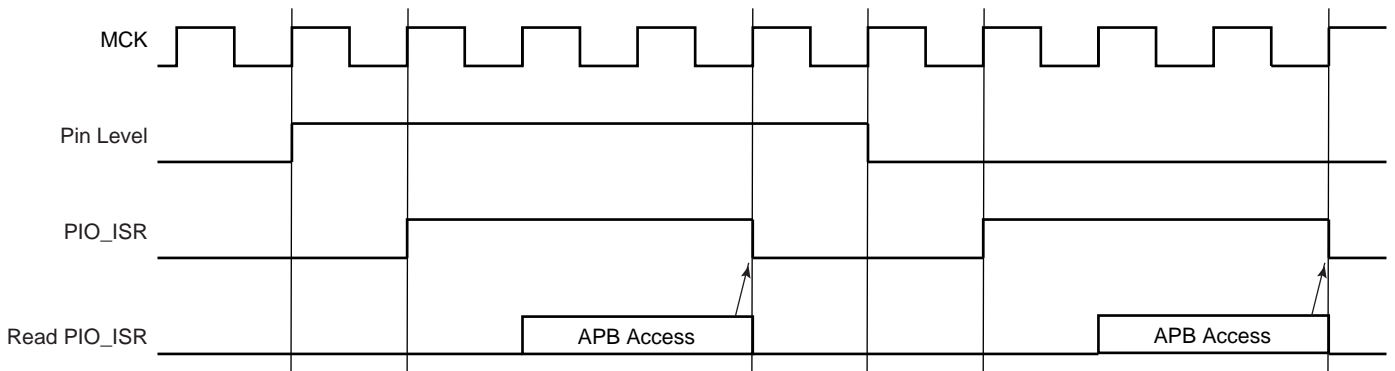 MCK
Pin Level
PIO_ISR
Read PIO_ISR
APB Access
APB Access